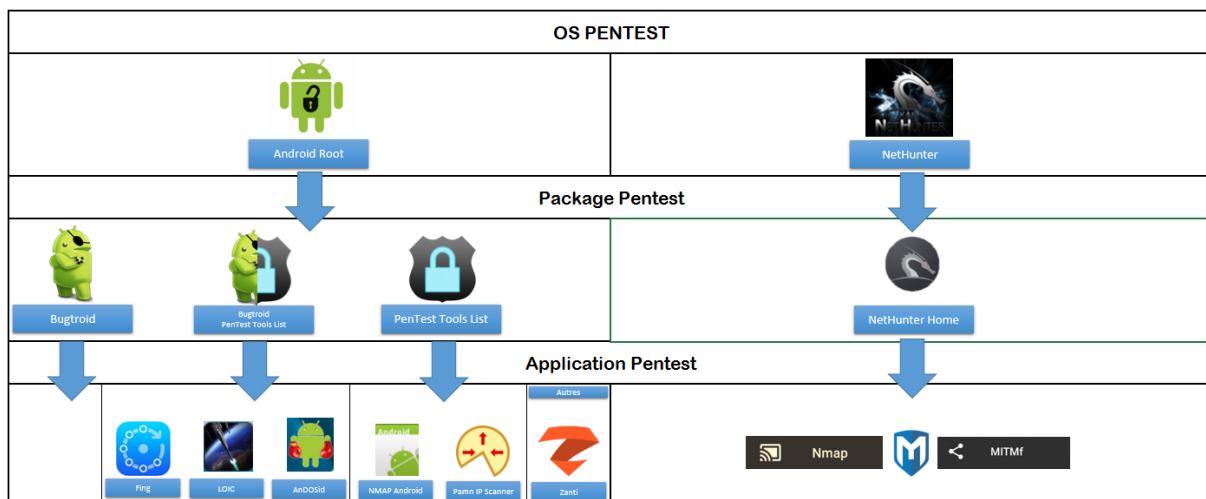 OS PENTEST
NETHUNTER
Android Root
NetHunter
Package Pentest
Bugtroid
Bugtroid
PenTest Tools List
PenTest Tools List
NetHunter Home
Application Pentest
Autres
Android
Nmap
MITMf
Fing
LOIC
AnDOSid
NMAP Android
Pamn IP Scanner
Zanti